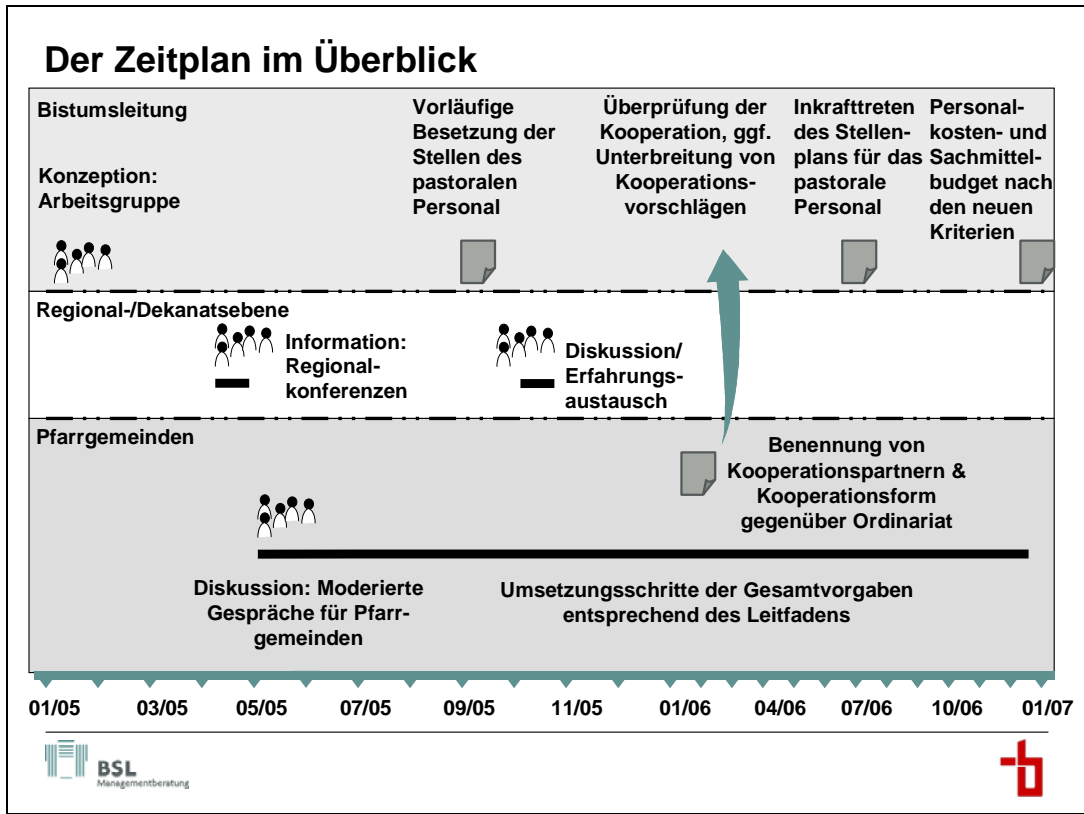 Der Zeitplan im Überblick
Bistumsleitung
Konzeption:
Arbeitsgruppe
Vorläufige
Besetzung der
Stellen des
pastoralen
Personal
Überprüfung der
Kooperation, ggf.
Unterbreitung von
Kooperations-
vorschlägen
Inkrafttreten
des Stellen-
plans für das
pastorale
Personal
Personal-
kosten- und
Sachmittel-
budget nach
den neuen
Kriterien
Regional-/Dekanatsebene
Information:
Regional-
konferenzen
Diskussion/
Erfahrungs-
austausch
Pfarrgemeinden
Benennung von
Kooperationspartnern &
Kooperationsform
gegenüber Ordinariat
Diskussion: Moderierte
Gespräche für Pfarr-
gemeinden
Umsetzungsschritte der Gesamtvorgaben
entsprechend des Leitfadens
01/05 03/05 05/05 07/05 09/05 11/05 01/06 04/06 07/06 10/06 01/07
BSL
Managementberatung